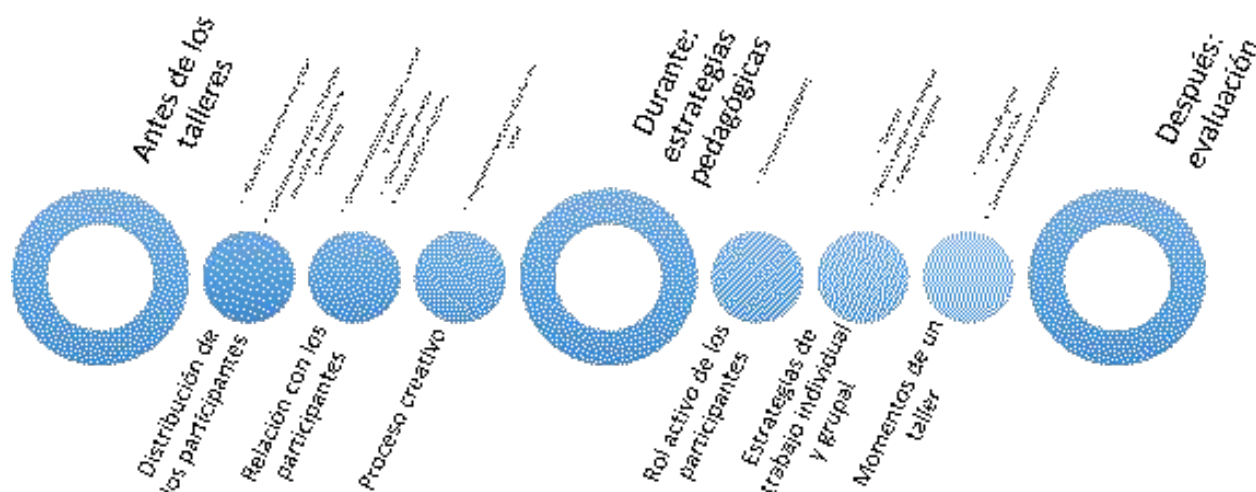 Antes de los
talleres
Distribución de
los participantes
Relación con los
participantes
Proceso creativo
Durante:
estrategias
pedagógicas
Rol activo de los
participantes
Estrategias de
trabajo individual
y grupal
Momentos de un
taller
Después:
evaluación